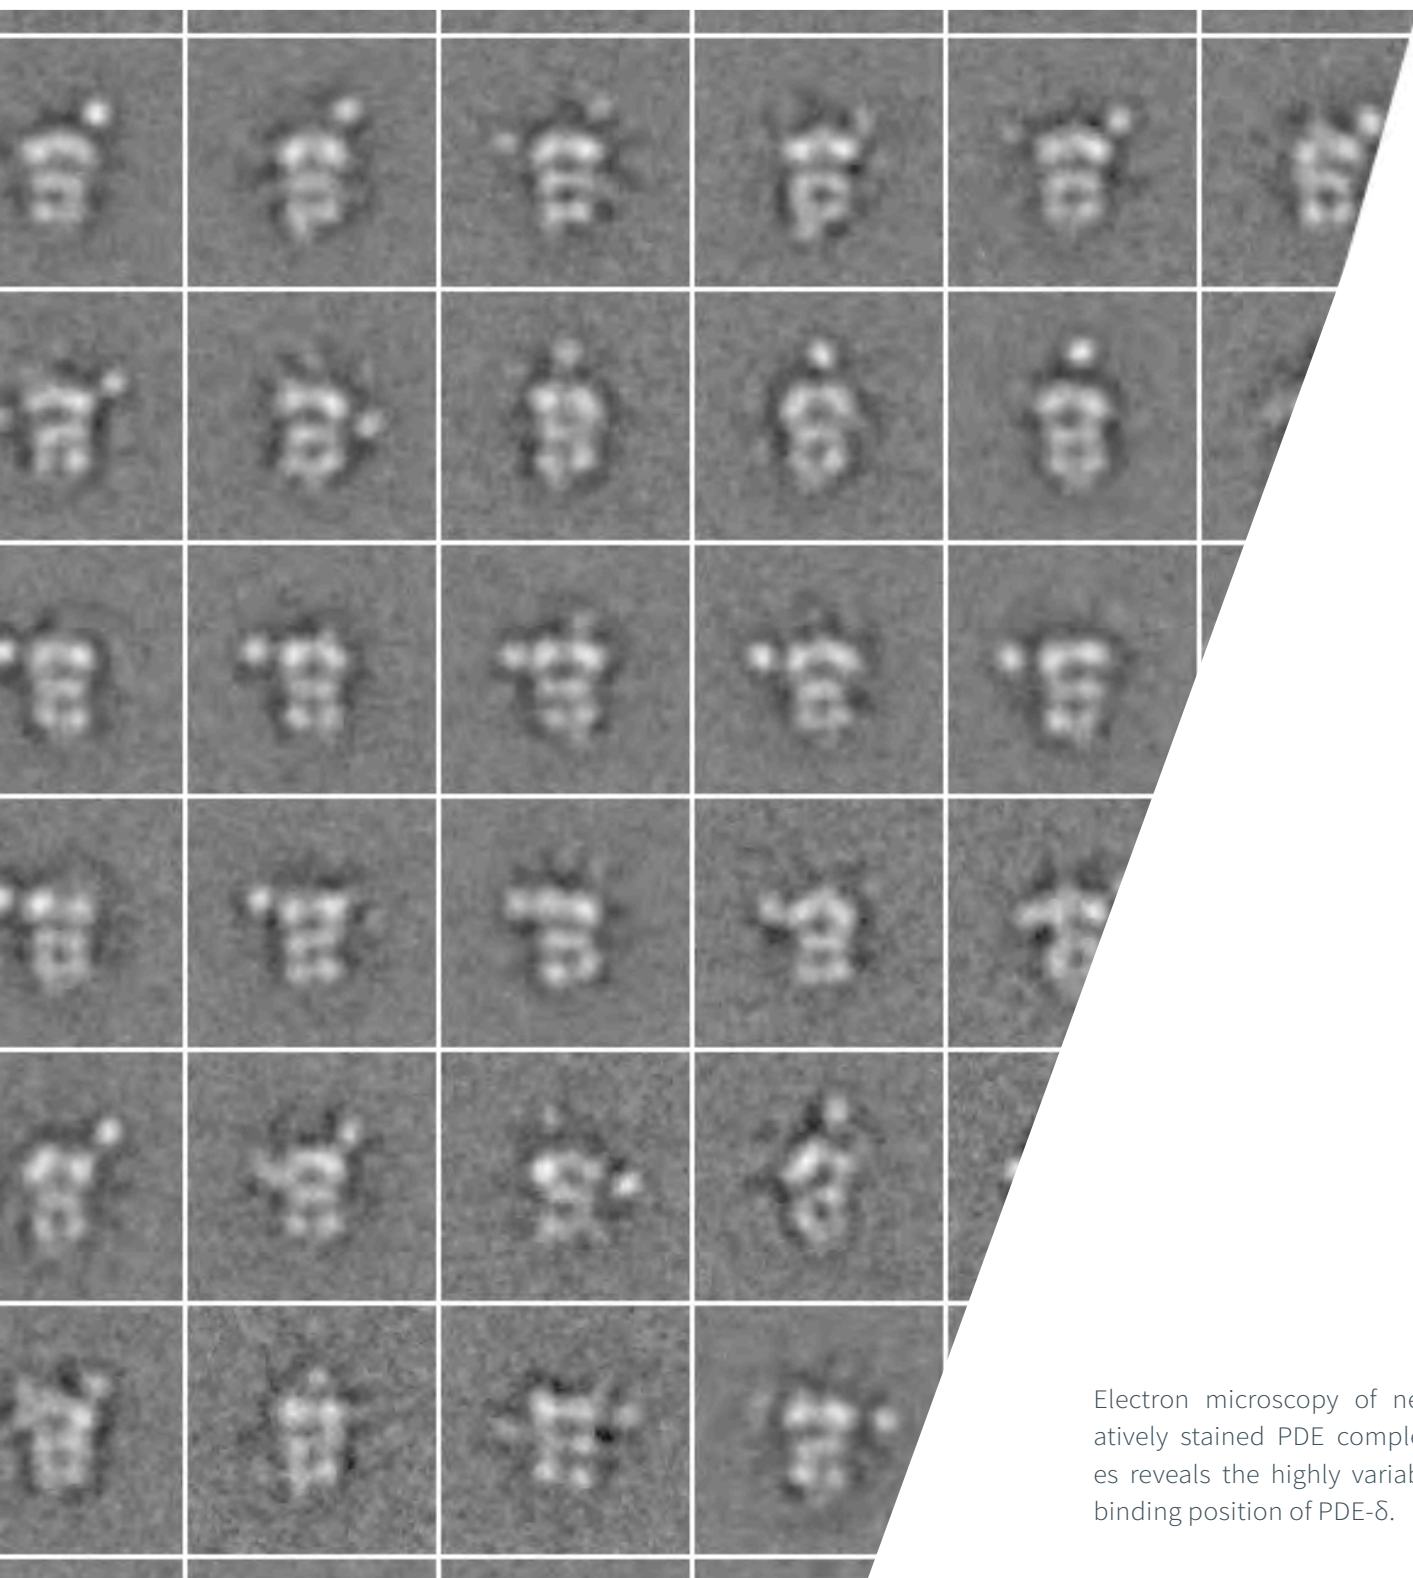 Electron microscopy of ne
atively stained PDE comple
es reveals the highly variab
binding position of PDE-δ.